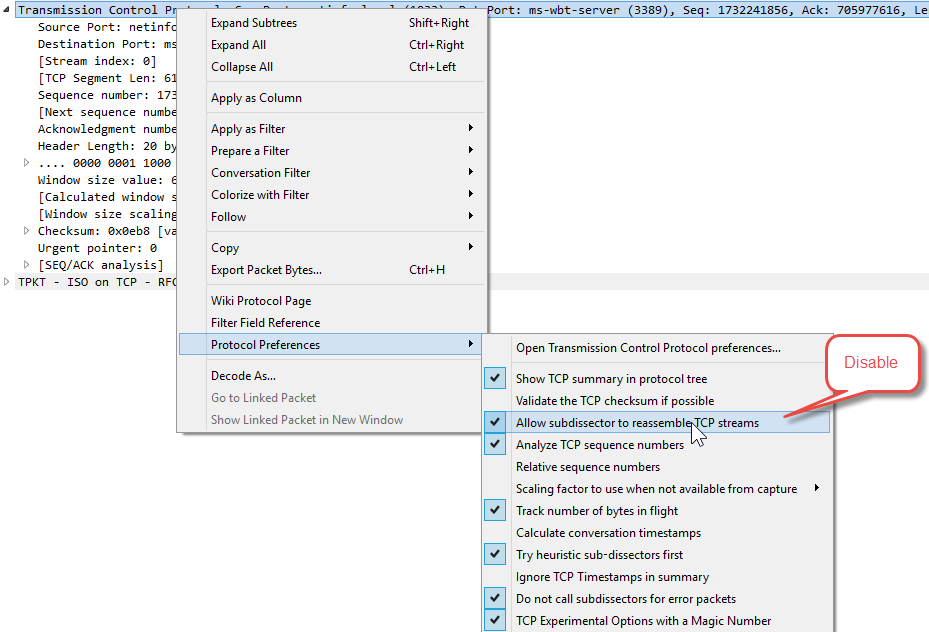 Transmission Control Port: ms-wbt-server (3389), Seq: 1732241856, Ack: 705977616, Le
Source Port: netinfo
Destination Port: ms
[Stream index: 0]
[TCP Segment Len: 61
Sequence number: 173
[Next sequence numbe
Acknowledgment numbe
Header Length: 20 by
.... 0000 0001 1000
Window size value: 6
[Calculated window s
[Window size scaling
Checksum: 0x0eb8 [va
Urgent pointer: 0
[SEQ/ACK analysis]
TPKT - ISO on TCP - RFC
Expand Subtrees Shift+Right
Expand All Ctrl+Right
Collapse All Ctrl+Left
Apply as Column
Apply as Filter
Prepare a Filter
Conversation Filter
Colorize with Filter
Follow
Copy
Export Packet Bytes... Ctrl+H
Wiki Protocol Page
Filter Field Reference
Protocol Preferences
Decode As...
Go to Linked Packet
Show Linked Packet in New Window
Open Transmission Control Protocol preferences...
Show TCP summary in protocol tree
Validate the TCP checksum if possible
Allow subdissector to reassemble TCP streams
Analyze TCP sequence numbers
Relative sequence numbers
Scaling factor to use when not available from capture
Track number of bytes in flight
Calculate conversation timestamps
Try heuristic sub-dissectors first
Ignore TCP Timestamps in summary
Do not call subdissectors for error packets
TCP Experimental Options with a Magic Number
Disable